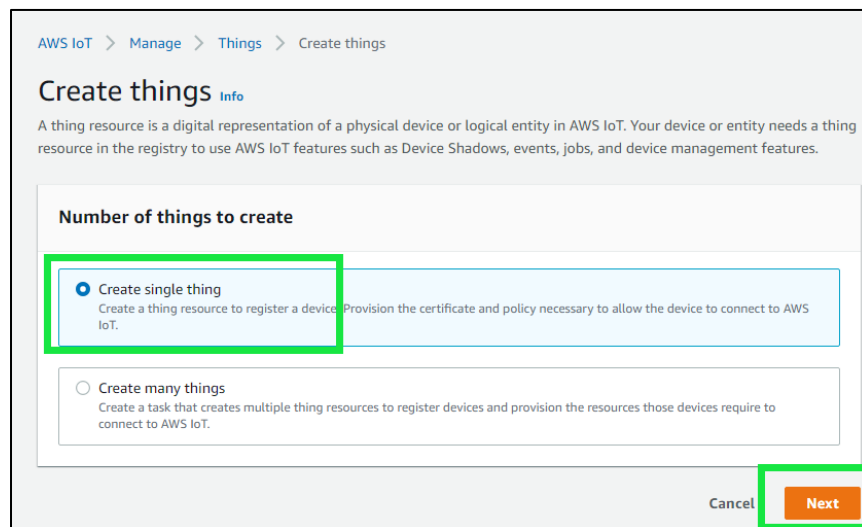 AWS IoT > Manage > Things > Create things
Create things Info
A thing resource is a digital representation of a physical device or logical entity in AWS IoT. Your device or entity needs a thing
resource in the registry to use AWS IoT features such as Device Shadows, events, jobs, and device management features.
Number of things to create
Create single thing
Create a thing resource to register a device. Provision the certificate and policy necessary to allow the device to connect to AWS
IoT.
Create many things
Create a task that creates multiple thing resources to register devices and provision the resources those devices require to
connect to AWS IoT.
Cancel Next